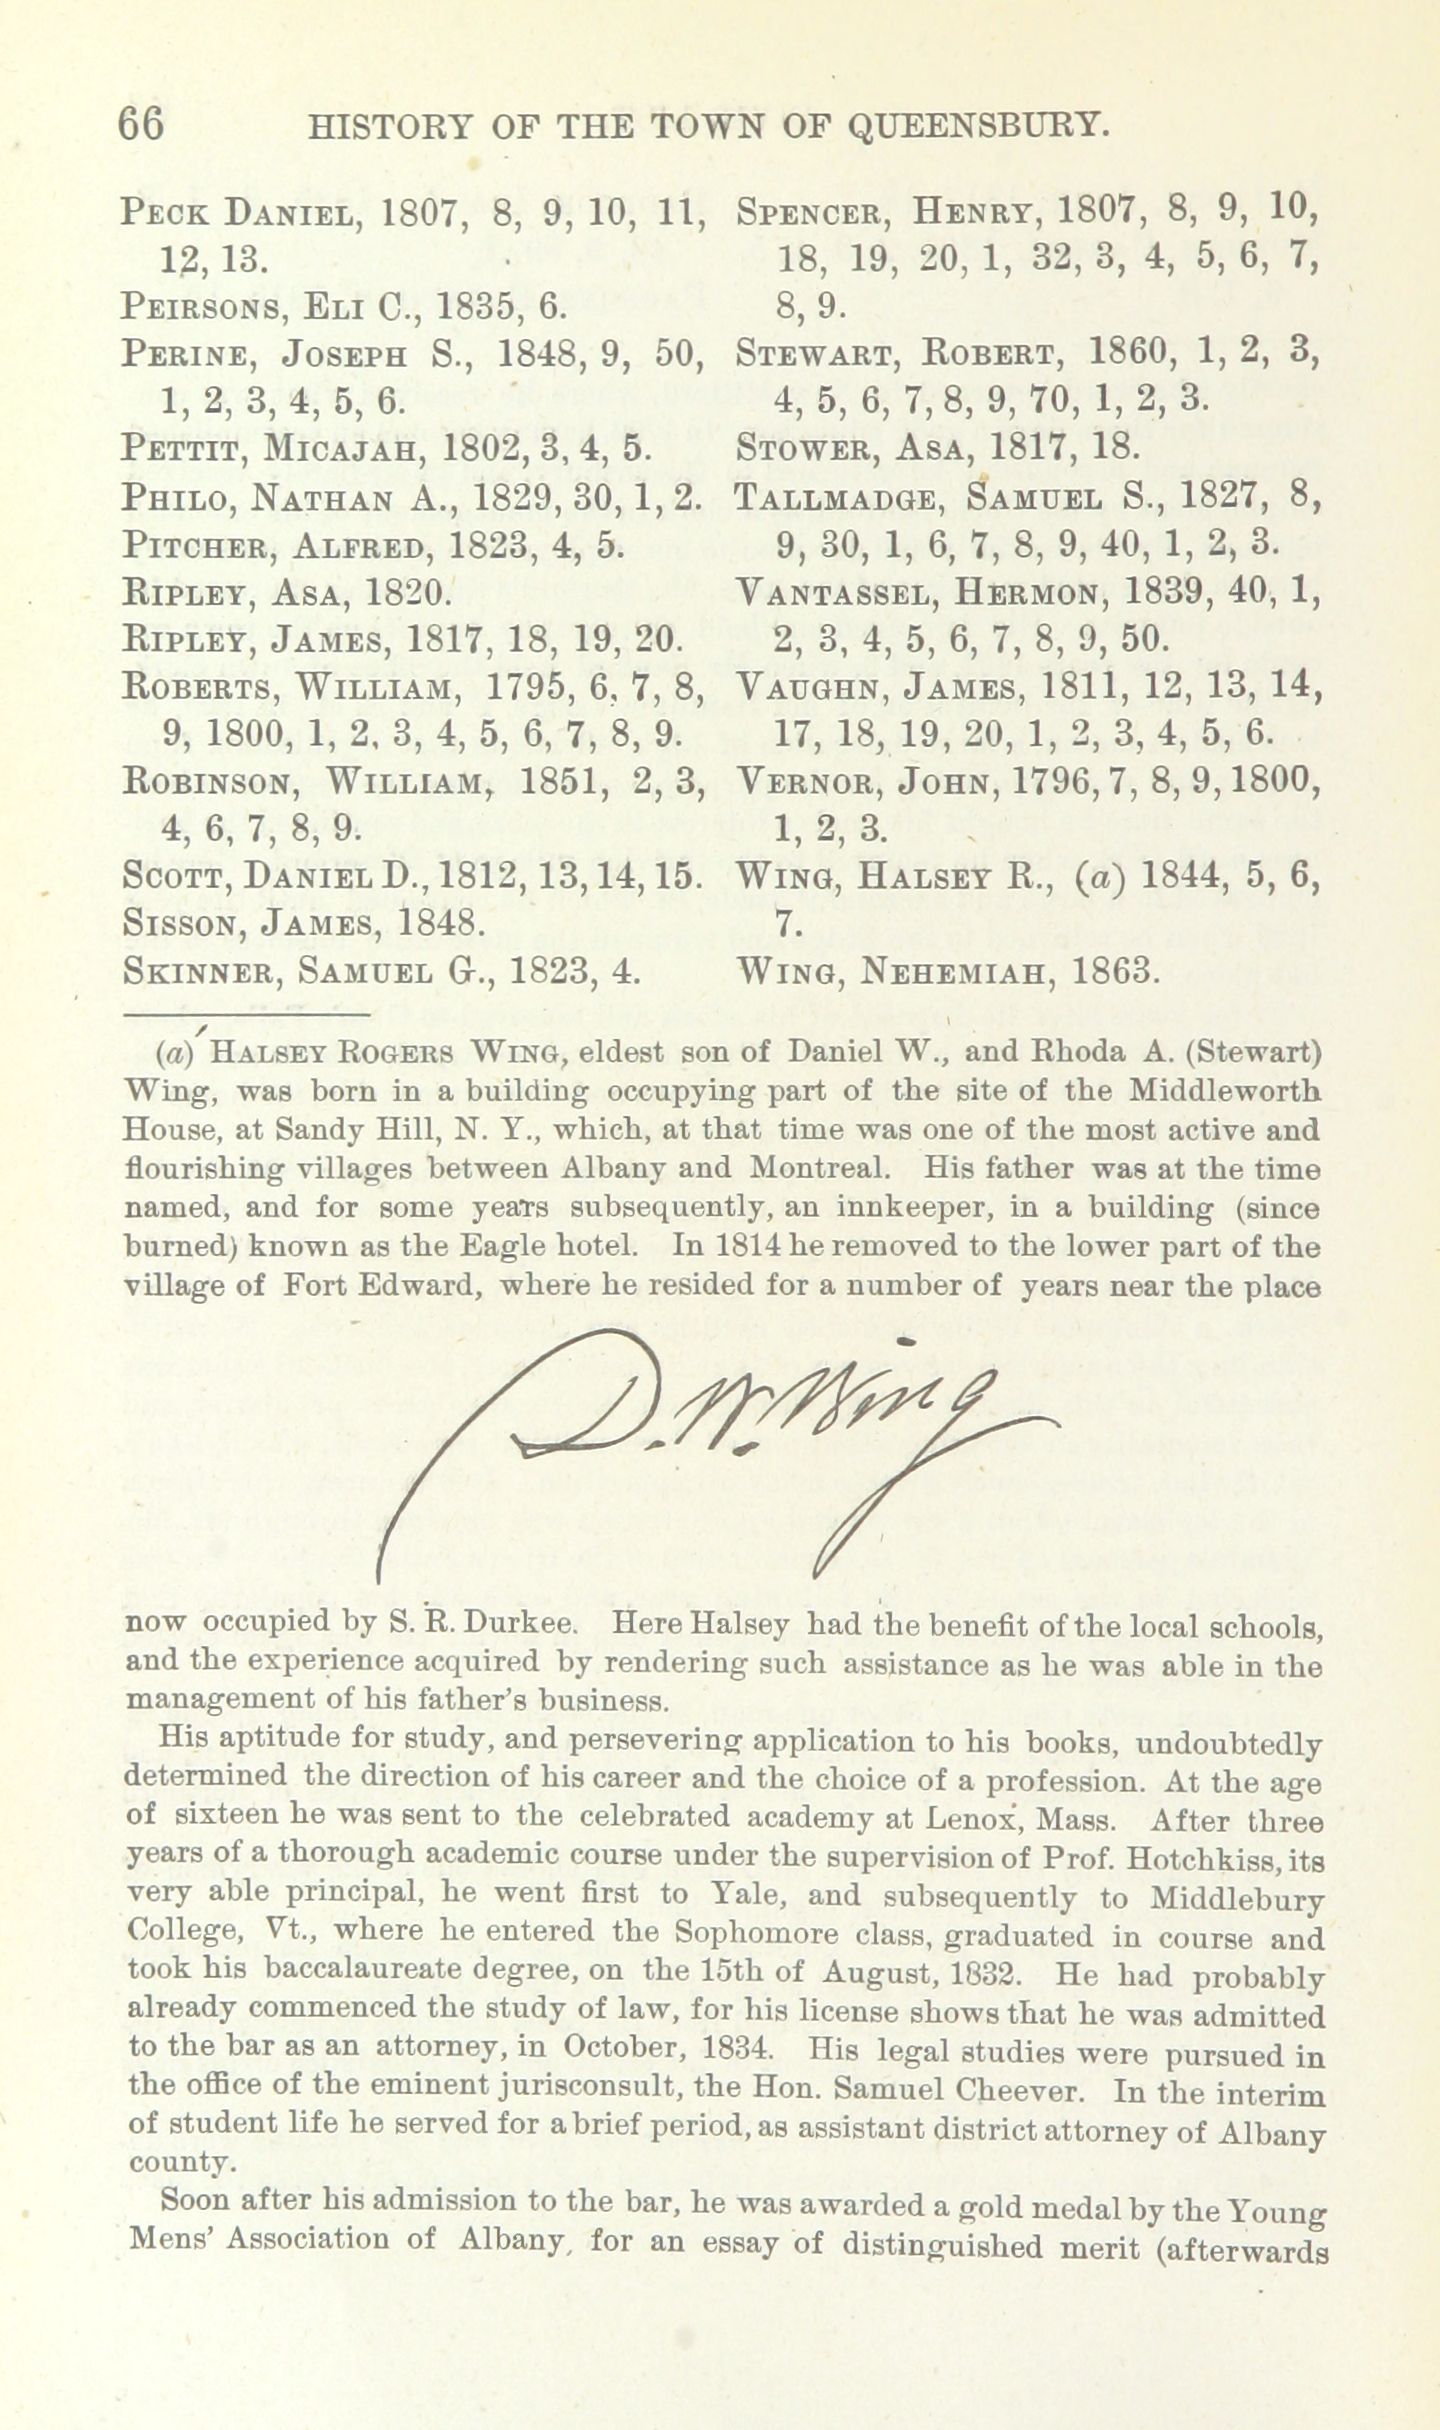 66 HISTORY OF THE TOWN OF QUEENSBURY.
PECK DANIEL, 1807, 8, 9, 10, 11,
12, 13.
PEIRSONS, ELI C., 1835, 6.
PERINE, JOSEPH S., 1848, 9, 50,
1, 2, 3, 4, 5, 6.
PETTIT, MICAJAH, 1802, 3, 4, 5.
PHILO, NATHAN A., 1829, 30, 1, 2.
PITCHER, ALFRED, 1823, 4, 5.
RIPLEY, ASA, 1820.
RIPLEY, JAMES, 1817, 18, 19, 20.
ROBERTS, WILLIAM, 1795, 6, 7, 8,
9, 1800, 1, 2, 3, 4, 5, 6, 7, 8, 9.
ROBINSON, WILLIAM, 1851, 2, 3,
4, 6, 7, 8, 9.
SCOTT, DANIEL D., 1812, 13, 14, 15.
SISSON, JAMES, 1848.
SKINNER, SAMUEL G., 1823, 4.
SPENCER, HENRY, 1807, 8, 9, 10,
18, 19, 20, 1, 32, 3, 4, 5, 6, 7,
8, 9.
STEWART, ROBERT, 1860, 1, 2, 3,
4, 5, 6, 7, 8, 9, 70, 1, 2, 3.
STOWER, ASA, 1817, 18.
TALLMADGE, SAMUEL S., 1827, 8,
9, 30, 1, 6, 7, 8, 9, 40, 1, 2, 3.
VANTASSEL, HERMON, 1839, 40, 1,
2, 3, 4, 5, 6, 7, 8, 9, 50.
VAUGHN, JAMES, 1811, 12, 13, 14,
17, 18, 19, 20, 1, 2, 3, 4, 5, 6.
VERNOR, JOHN, 1796, 7, 8, 9, 1800,
1, 2, 3.
WING, HALSEY R., (a) 1844, 5, 6,
7.
WING, NEHEMIAH, 1863.
(a) HALSEY ROGERS WING, eldest son of Daniel W., and Rhoda A. (Stewart)
Wing, was born in a building occupying part of the site of the Middleworth
House, at Sandy Hill, N. Y., which, at that time was one of the most active and
flourishing villages between Albany and Montreal. His father was at the time
named, and for some years subsequently, an innkeeper, in a building (since
burned) known as the Eagle hotel. In 1814 he removed to the lower part of the
village of Fort Edward, where he resided for a number of years near the place
D. W. Wing
now occupied by S. R. Durkee. Here Halsey had the benefit of the local schools,
and the experience acquired by rendering such assistance as he was able in the
management of his father's business.
His aptitude for study, and persevering application to his books, undoubtedly
determined the direction of his career and the choice of a profession. At the age
of sixteen he was sent to the celebrated academy at Lenox, Mass. After three
years of a thorough academic course under the supervision of Prof. Hotchkiss, its
very able principal, he went first to Yale, and subsequently to Middlebury
College, Vt., where he entered the Sophomore class, graduated in course and
took his baccalaureate degree, on the 15th of August, 1832. He had probably
already commenced the study of law, for his license shows that he was admitted
to the bar as an attorney, in October, 1834. His legal studies were pursued in
the office of the eminent jurisconsult, the Hon. Samuel Cheever. In the interim
of student life he served for a brief period, as assistant district attorney of Albany
county.
Soon after his admission to the bar, he was awarded a gold medal by the Young
Mens' Association of Albany, for an essay of distinguished merit (afterwards